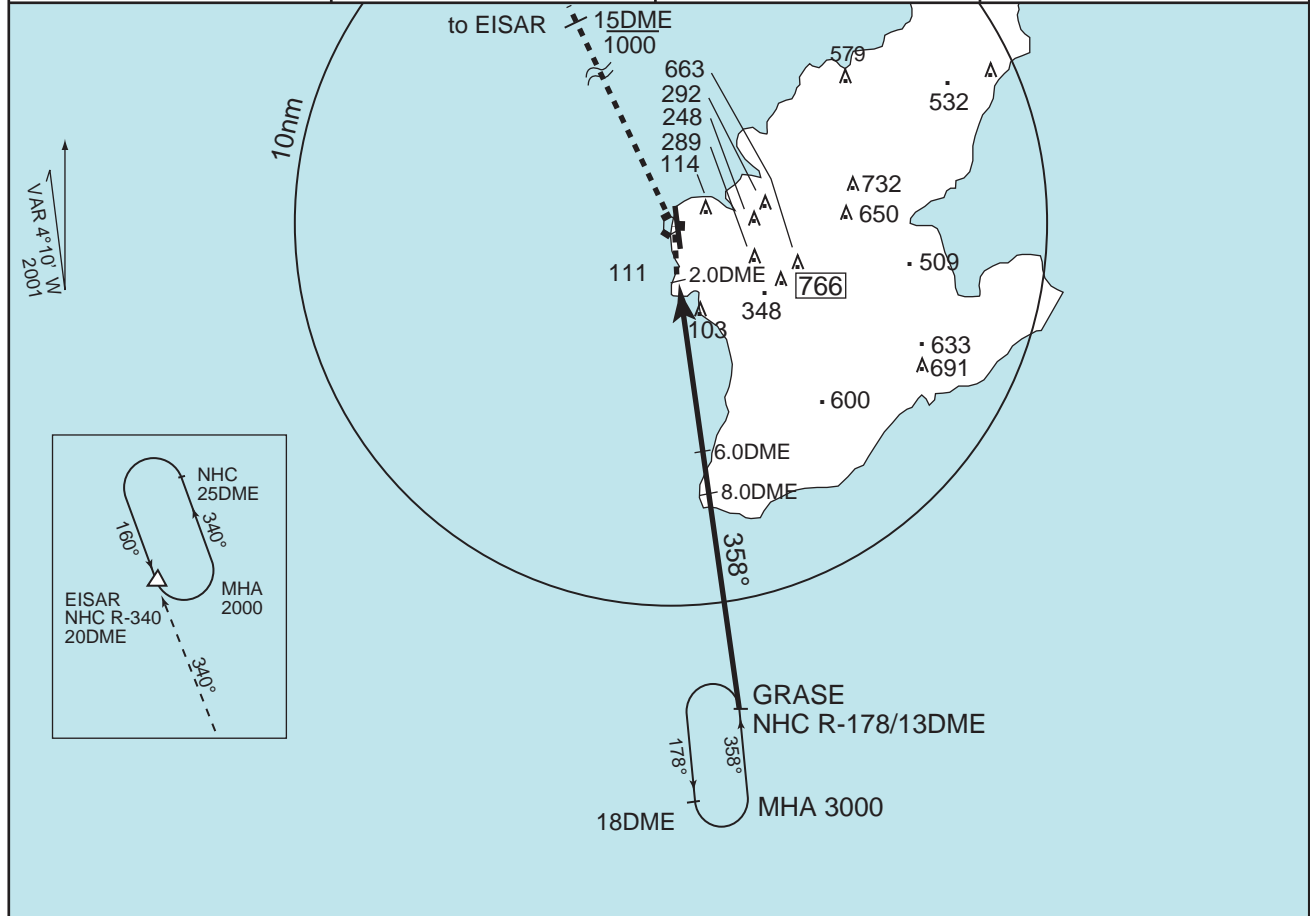 to EISAR
15DME
1000
10nm
663
292
248
289
114
579
532
732
650
509
VAR 4°10' W
2001
111
2.0DME
766
348
103
633
691
600
6.0DME
8.0DME
358°
NHC
25DME
340°
160°
MHA
2000
EISAR
NHC R-340
20DME
340°
GRASE
NHC R-178/13DME
178°
358°
18DME
MHA 3000